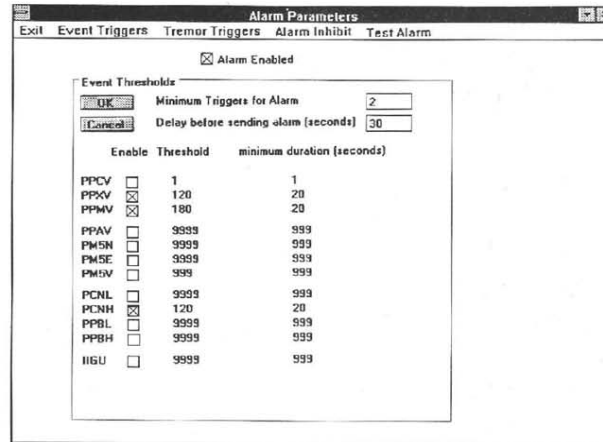 Alarm Parameters
Exit Event Triggers Tremor Triggers Alarm Inhibit Test Alarm
Alarm Enabled
Event Thresholds
OK Minimum Triggers for Alarm 2
Cancel Delay before sending alarm (seconds) 30
Enable Threshold minimum duration (seconds)
PPCV 1 1
PPXV 120 20
PPMV 180 20
PPAV 9999 999
PM5N 9999 999
PM5E 9999 999
PM5V 999 999
PCNL 9999 999
PCNH 120 20
PPBL 9999 999
PPBH 9999 999
IIGU 9999 999